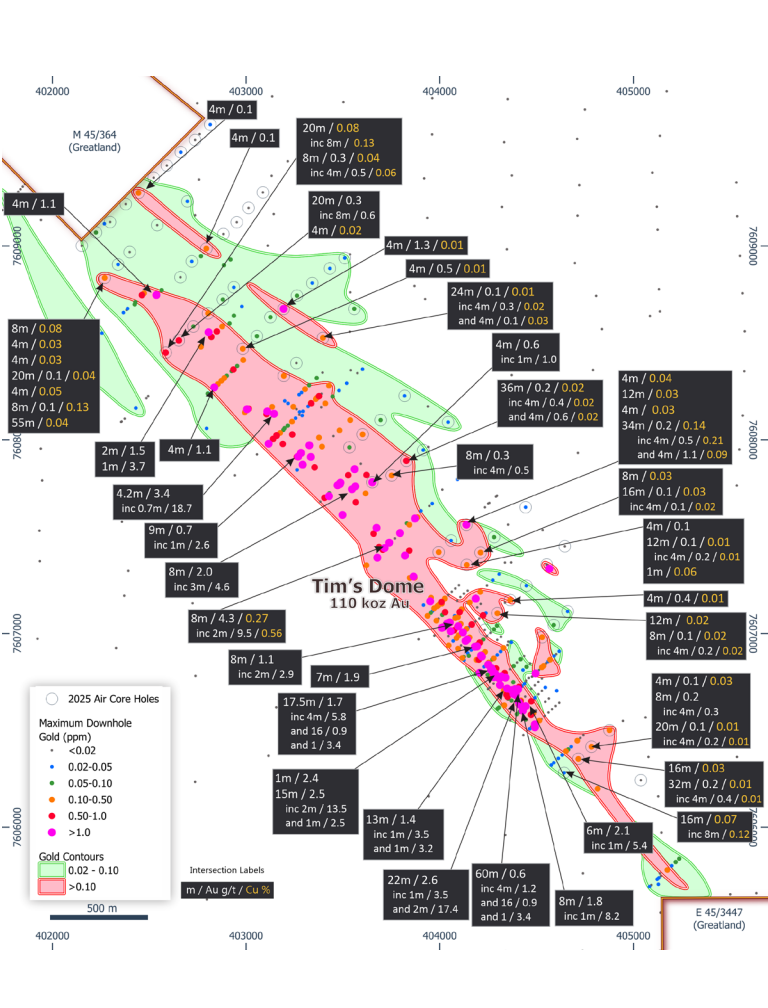 402000
403000
404000
405000
4m / 0.1
M 45/364
(Greatland)
4m / 0.1
20m / 0.08
inc 8m / 0.13
8m / 0.3 / 0.04
inc 4m / 0.5 / 0.06
4m / 1.1
20m / 0.3
inc 8m / 0.6
4m / 0.02
7609000
7609000
4m / 1.3 / 0.01
4m / 0.5 / 0.01
24m / 0.1 / 0.01
inc 4m / 0.3 / 0.02
and 4m / 0.1 / 0.03
8m / 0.08
4m / 0.03
4m / 0.03
20m / 0.1 / 0.04
4m / 0.05
8m / 0.1 / 0.13
55m / 0.04
4m / 0.6
inc 1m / 1.0
36m / 0.2 / 0.02
inc 4m / 0.4 / 0.02
and 4m / 0.6 / 0.02
4m / 0.04
12m / 0.03
4m / 0.03
34m / 0.2 / 0.14
inc 4m / 0.5 / 0.21
and 4m / 1.1 / 0.09
7608000
2m / 1.5
1m / 3.7
4m / 1.1
8m / 0.3
inc 4m / 0.5
8m / 0.03
16m / 0.1 / 0.03
inc 4m / 0.1 / 0.02
4.2m / 3.4
inc 0.7m / 18.7
9m / 0.7
inc 1m / 2.6
4m / 0.1
12m / 0.1 / 0.01
inc 4m / 0.2 / 0.01
1m / 0.06
8m / 2.0
inc 3m / 4.6
Tim's Dome
110 koz Au
4m / 0.4 / 0.01
8m / 4.3 / 0.27
inc 2m / 9.5 / 0.56
12m / 0.02
8m / 0.1 / 0.02
inc 4m / 0.2 / 0.02
7607000
7607000
8m / 1.1
inc 2m / 2.9
7m / 1.9
4m / 0.1 / 0.03
8m / 0.2
inc 4m / 0.3
20m / 0.1 / 0.01
inc 4m / 0.2 / 0.01
17.5m / 1.7
inc 4m / 5.8
and 16 / 0.9
and 1 / 3.4
2025 Air Core Holes
Maximum Downhole
Gold (ppm)
<0.02
0.02-0.05
0.05-0.10
0.10-0.50
0.50-1.0
>1.0
Gold Contours
0.02 - 0.10
>0.10
500 m
1m / 2.4
15m / 2.5
inc 2m / 13.5
and 1m / 2.5
16m / 0.03
32m / 0.2 / 0.01
inc 4m / 0.4 / 0.01
13m / 1.4
inc 1m / 3.5
and 1m / 3.2
6m / 2.1
inc 1m / 5.4
16m / 0.07
inc 8m / 0.12
7606000
Intersection Labels
m / Au g/t / Cu %
22m / 2.6
inc 1m / 3.5
and 2m / 17.4
60m / 0.6
inc 4m / 1.2
and 16 / 0.9
and 1 / 3.4
8m / 1.8
inc 1m / 8.2
E 45/3447
(Greatland)
402000
403000
404000
405000